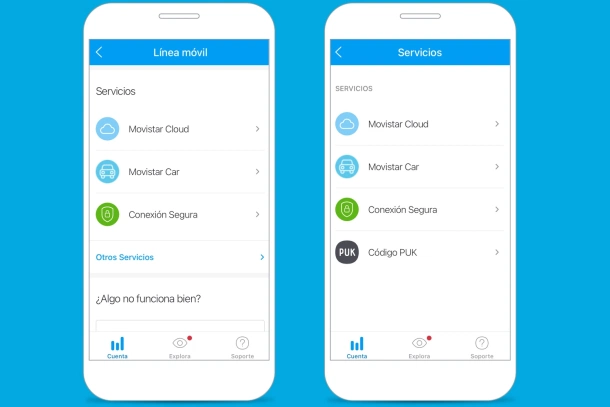 Línea móvil
Servicios
Movistar Cloud
Movistar Car
Conexión Segura
Otros Servicios
¿Algo no funciona bien?
Cuenta
Explora
Soporte
Servicios
SERVICIOS
Movistar Cloud
Movistar Car
Conexión Segura
PUK Código PUK
Cuenta
Explora
Soporte